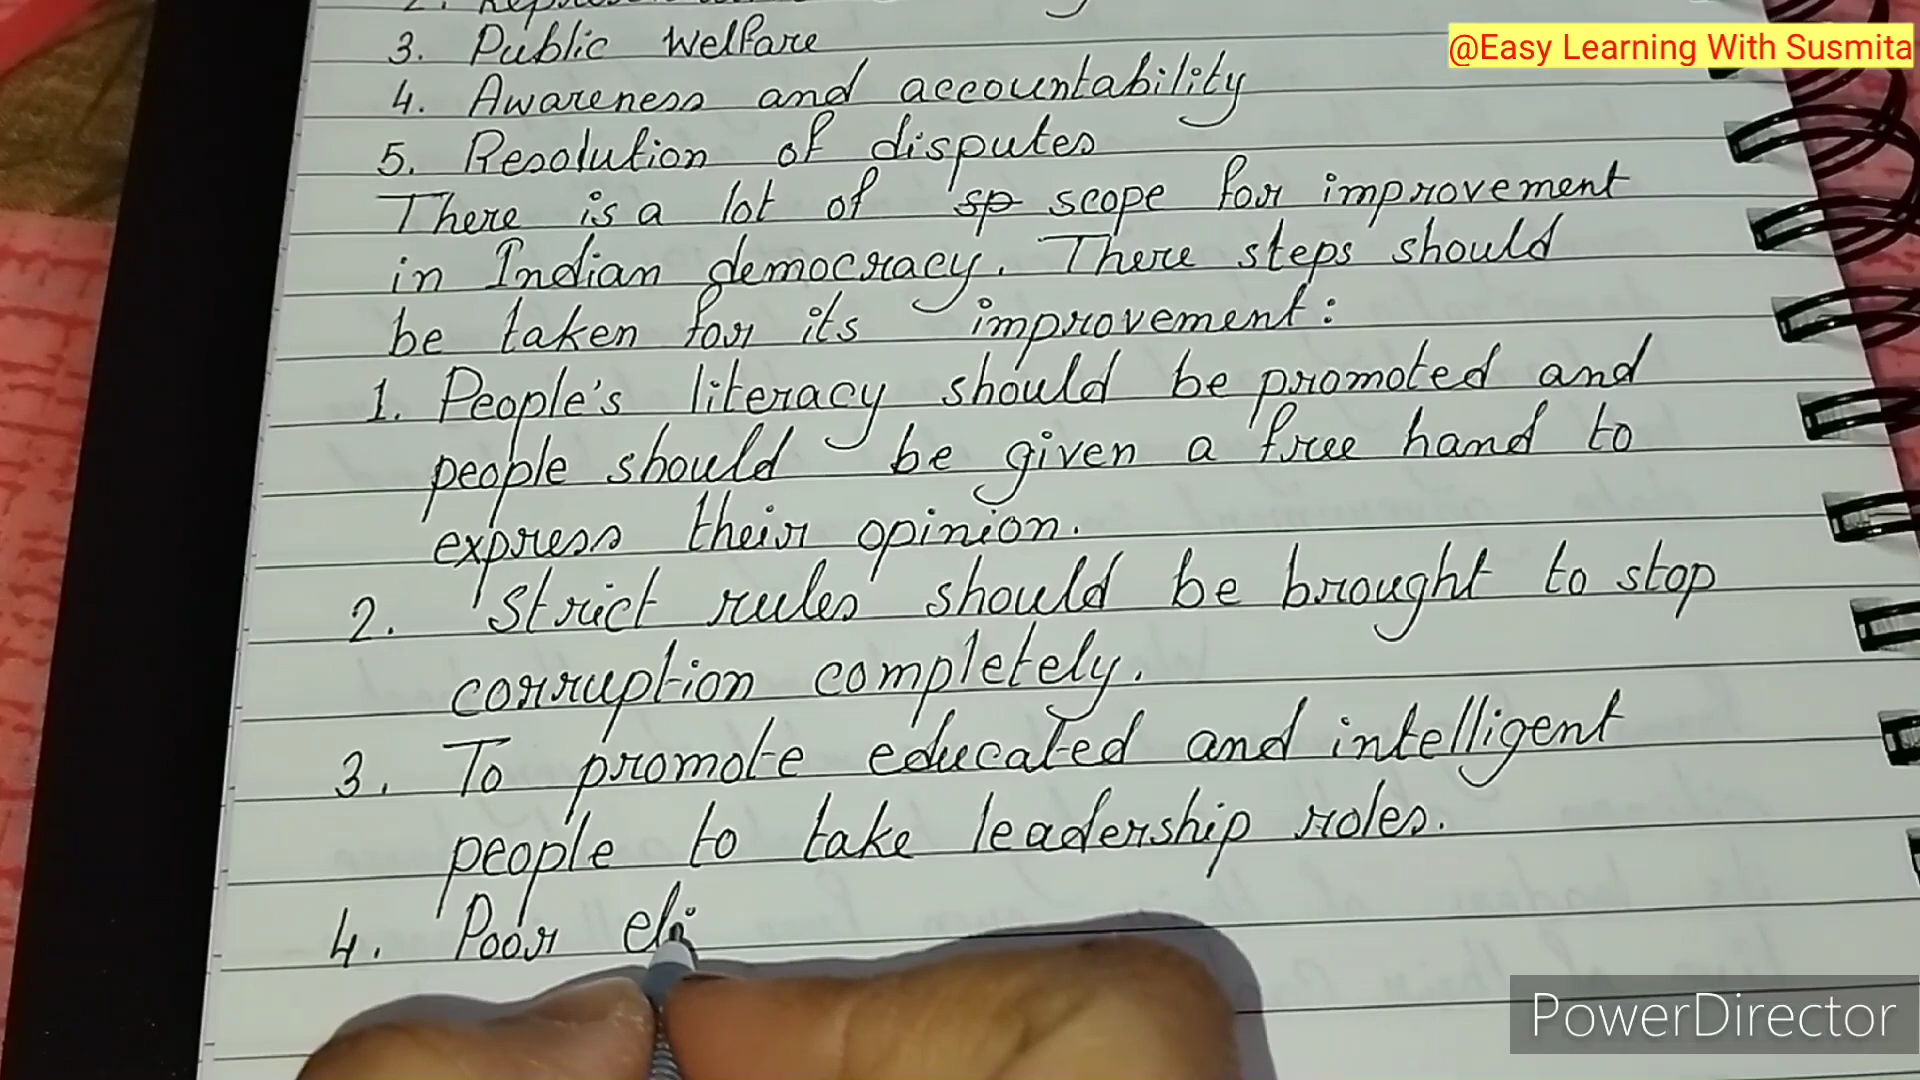 3. Public Welfare
@Easy Learning With Susmita
4. Awareness and accountability
5. Resolution of disputes
There is a lot of sp scope for improvement
in Indian democracy. There steps should
be taken for its improvement:
1. People's literacy should be promoted and
people should be given a free hand to
express their opinion.
2. Strict rules should be brought to stop
corruption completely.
3. To promote educated and intelligent
people to take leadership roles.
4. Poor eli
PowerDirector